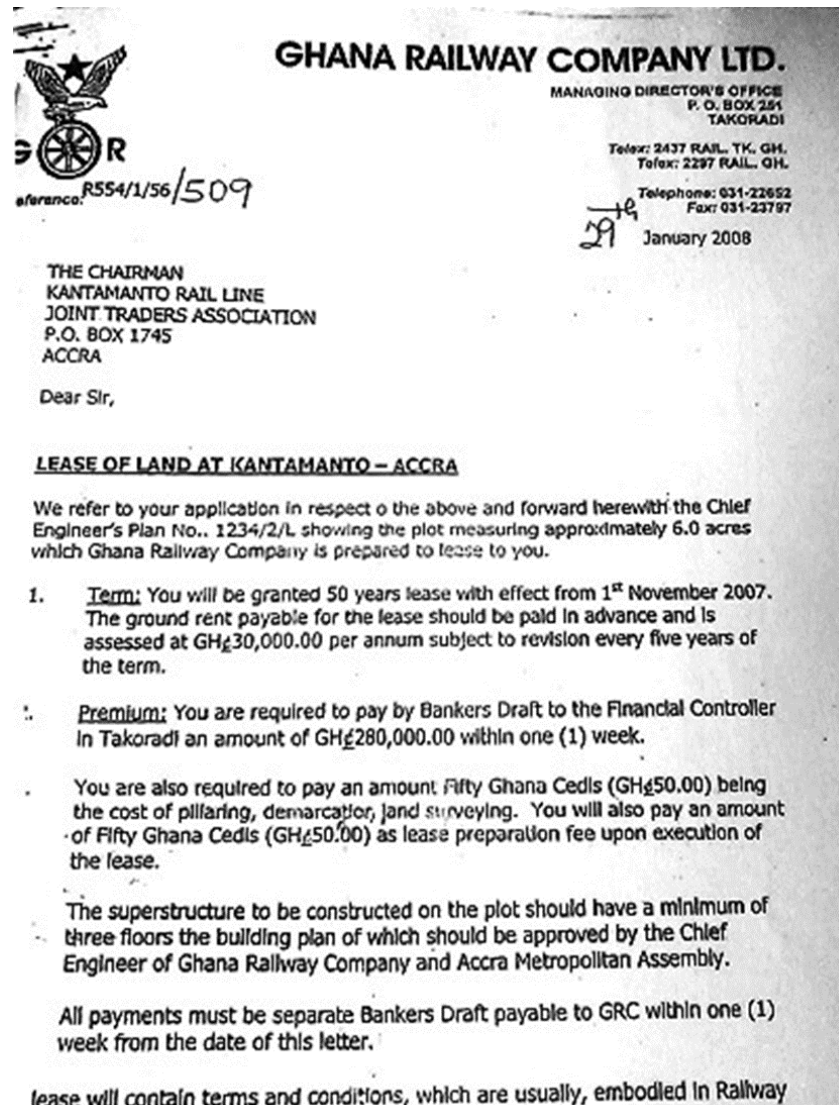 GHANA RAILWAY COMPANY LTD.
MANAGING DIRECTOR'S OFFICE
P. O. BOX 251
TAKORADI
G R
Telex: 2437 RAIL. TK. GH.
Tofax: 2297 RAIL. GH.
eference: R554/1/56/509
Telephone: 031-22652
Fax: 031-23797
29th January 2008
THE CHAIRMAN
KANTAMANTO RAIL LINE
JOINT TRADERS ASSOCIATION
P.O. BOX 1745
ACCRA
Dear Sir,
LEASE OF LAND AT KANTAMANTO – ACCRA
We refer to your application in respect o the above and forward herewith the Chief
Engineer's Plan No.. 1234/2/L showing the plot measuring approximately 6.0 acres
which Ghana Railway Company is prepared to lease to you.
1. Term: You will be granted 50 years lease with effect from 1st November 2007.
The ground rent payable for the lease should be paid in advance and is
assessed at GH¢30,000.00 per annum subject to revision every five years of
the term.
Premium: You are required to pay by Bankers Draft to the Financial Controller
in Takoradi an amount of GH¢280,000.00 within one (1) week.
You are also required to pay an amount Fifty Ghana Cedis (GH¢50.00) being
the cost of pillaring, demarcation, land surveying. You will also pay an amount
of Fifty Ghana Cedis (GH¢50.00) as lease preparation fee upon execution of
the lease.
The superstructure to be constructed on the plot should have a minimum of
three floors the building plan of which should be approved by the Chief
Engineer of Ghana Railway Company and Accra Metropolitan Assembly.
All payments must be separate Bankers Draft payable to GRC within one (1)
week from the date of this letter.
lease will contain terms and conditions, which are usually, embodied in Railway